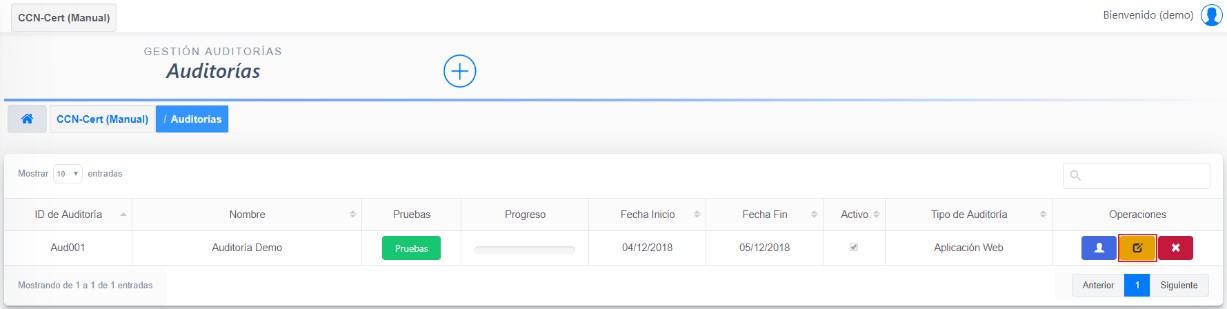 CCN-Cert (Manual)
Bienvenido (demo)
GESTIÓN AUDITORÍAS
Auditorías
CCN-Cert (Manual) / Auditorias
Mostrar 10 entradas
ID de Auditoría Nombre Pruebas Progreso Fecha Inicio Fecha Fin Activo Tipo de Auditoría Operaciones
Aud001 Auditoría Demo Pruebas 04/12/2018 05/12/2018 Aplicación Web
Mostrando de 1 a 1 de 1 entradas
Anterior 1 Siguiente